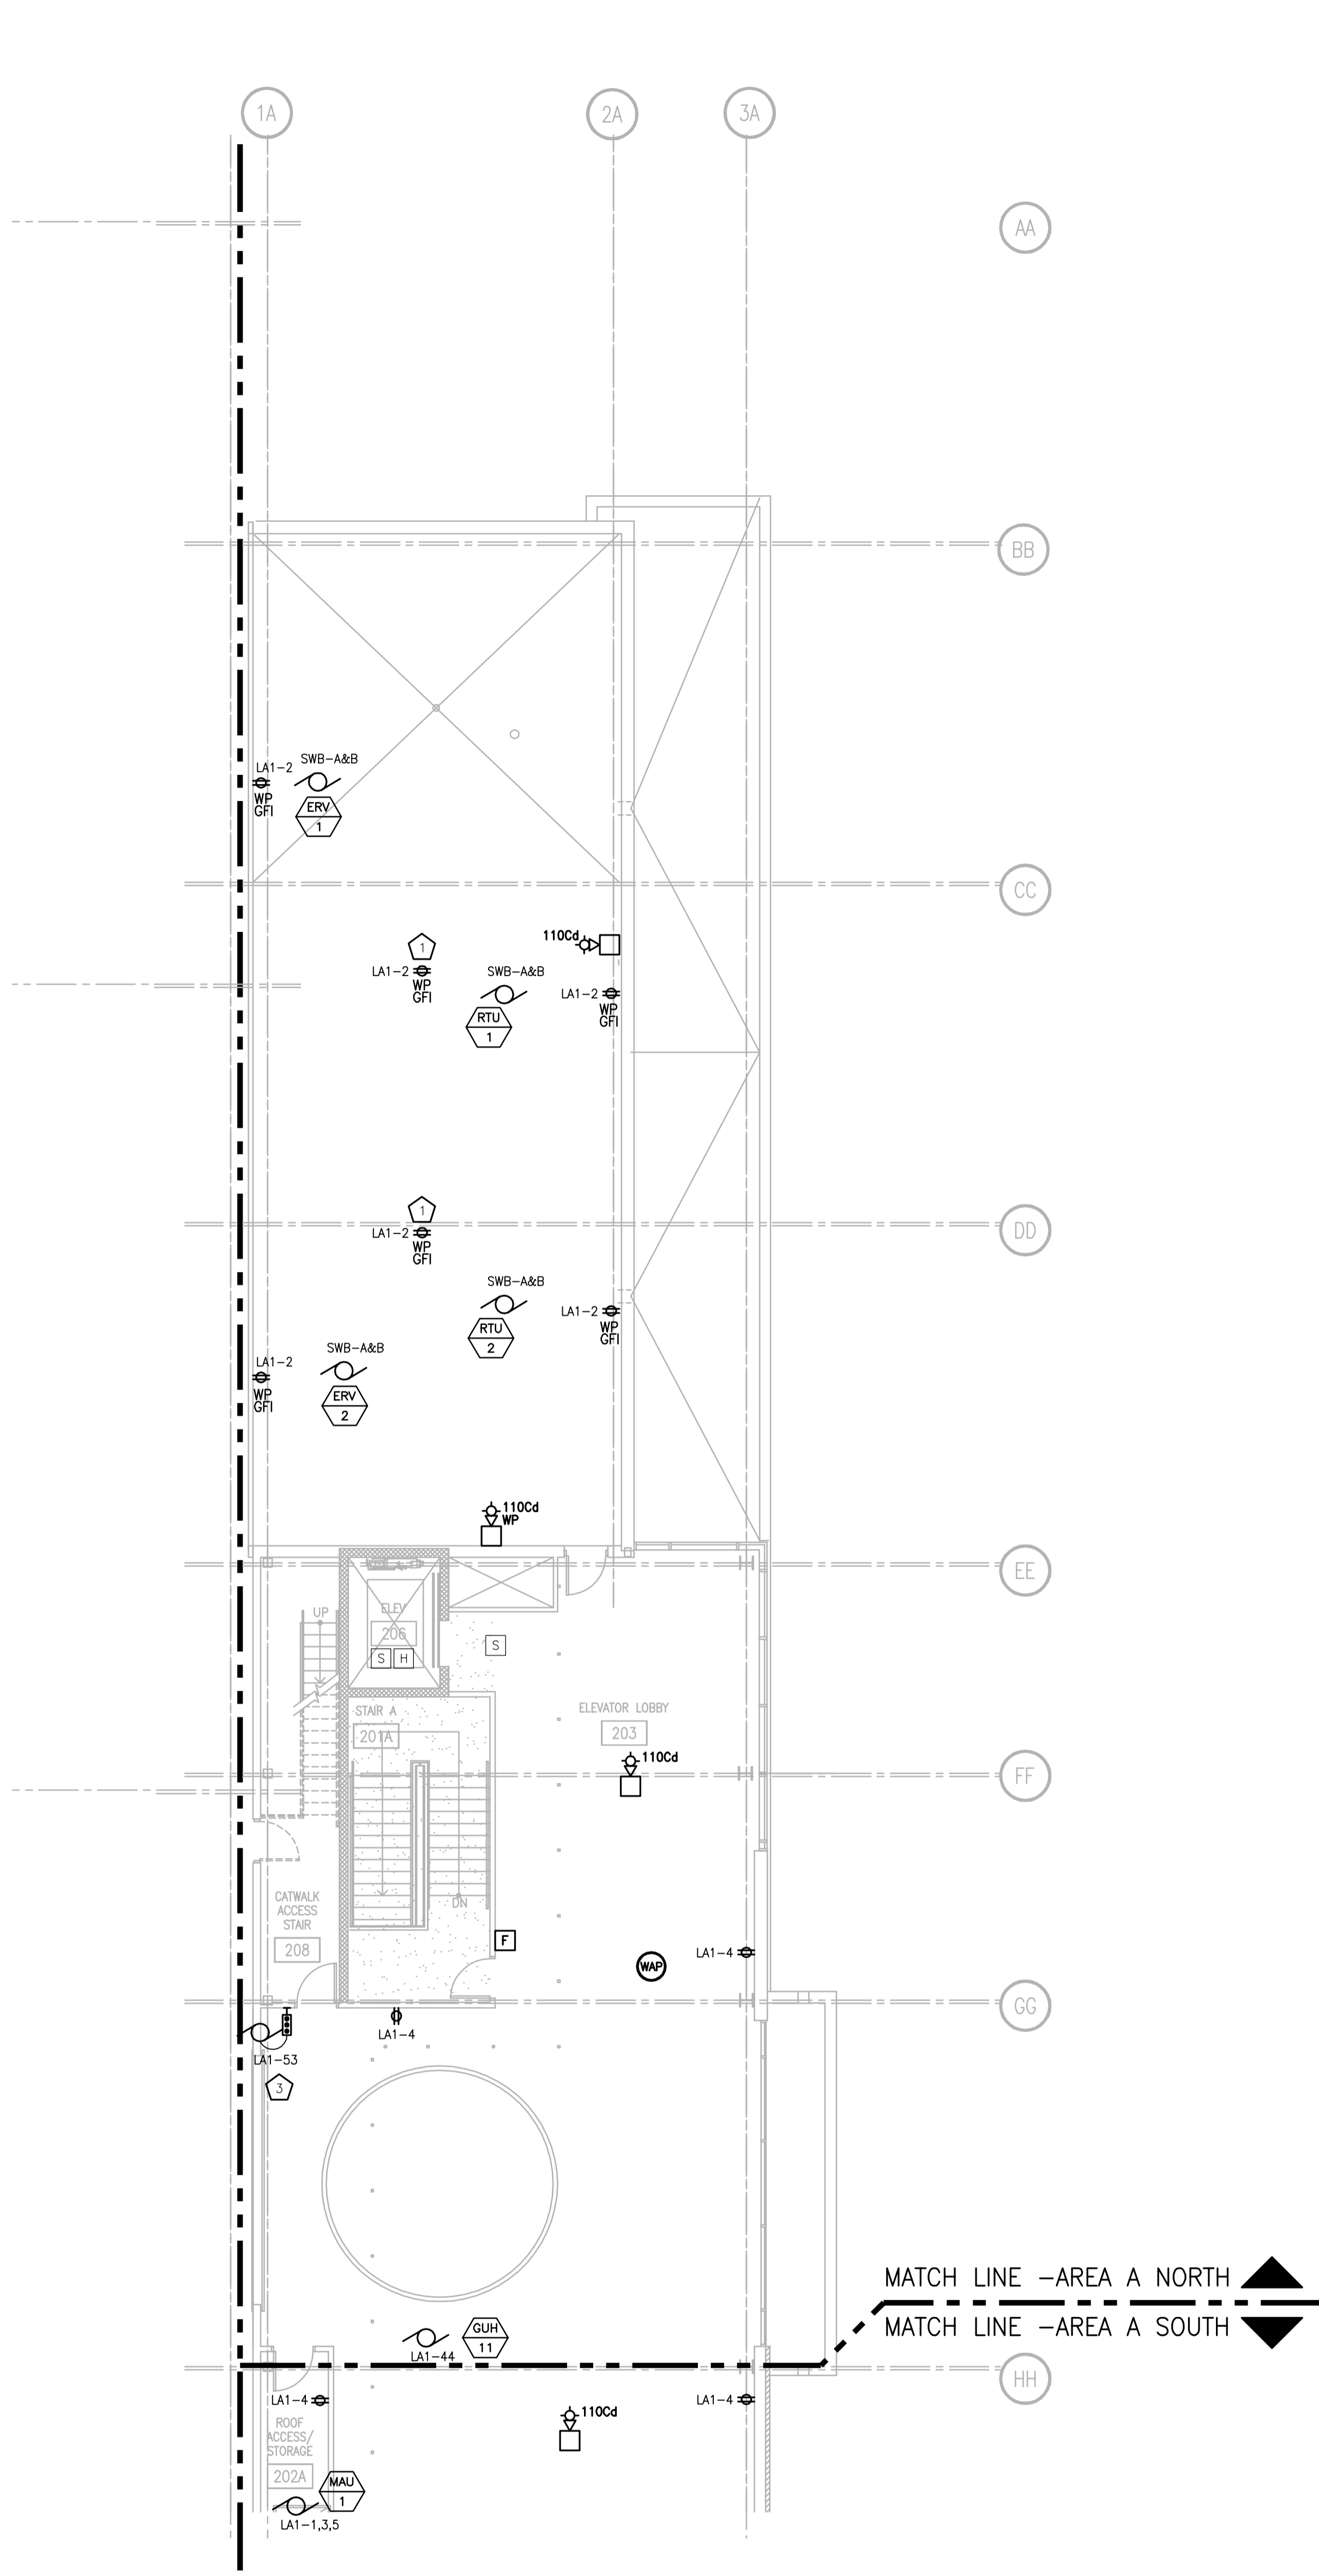 1A
2A
3A
AA
BB
SWB-A&B
LA1-2
WP
GFI
ERV
1
CC
110Cd
1
LA1-2
WP
GFI
SWB-A&B
RTU
1
LA1-2
WP
GFI
1
DD
LA1-2
WP
GFI
SWB-A&B
RTU
2
LA1-2
WP
GFI
SWB-A&B
LA1-2
WP
GFI
ERV
2
110Cd
WP
EE
UP
ELEV
206
S
H
S
STAIR A
201A
ELEVATOR LOBBY
203
110Cd
FF
DN
CATWALK
ACCESS
STAIR
208
F
WAP
LA1-4
GG
LA1-4
LA1-53
3
MATCH LINE -AREA A NORTH
MATCH LINE -AREA A SOUTH
GUH
11
LA1-44
HH
LA1-4
LA1-4
110Cd
ROOF
ACCESS/
STORAGE
202A
MAU
1
LA1-1,3,5